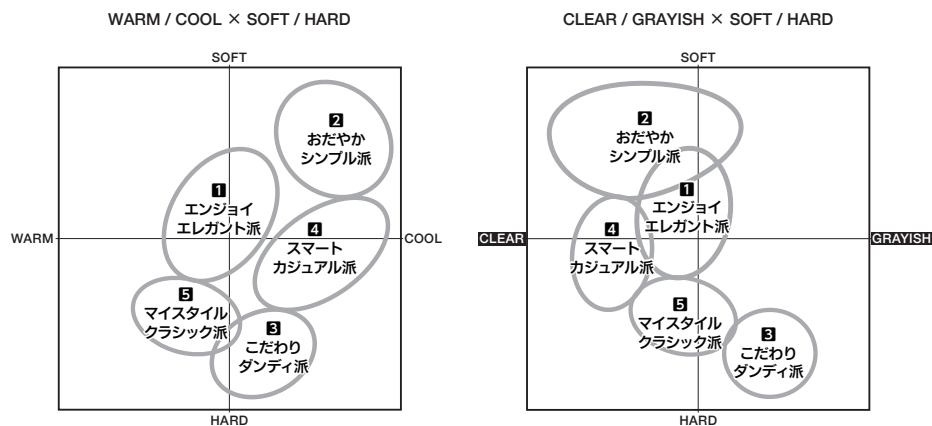 WARM / COOL × SOFT / HARD
SOFT
2
おだやか
シンプル派
1
エンジョイ
エレガント派
WARM
COOL
4
スマート
カジュアル派
5
マイスタイル
クラシック派
3
こだわり
ダンディ派
HARD
CLEAR / GRAYISH × SOFT / HARD
SOFT
2
おだやか
シンプル派
1
エンジョイ
エレガント派
CLEAR
GRAYISH
4
スマート
カジュアル派
5
マイスタイル
クラシック派
3
こだわり
ダンディ派
HARD